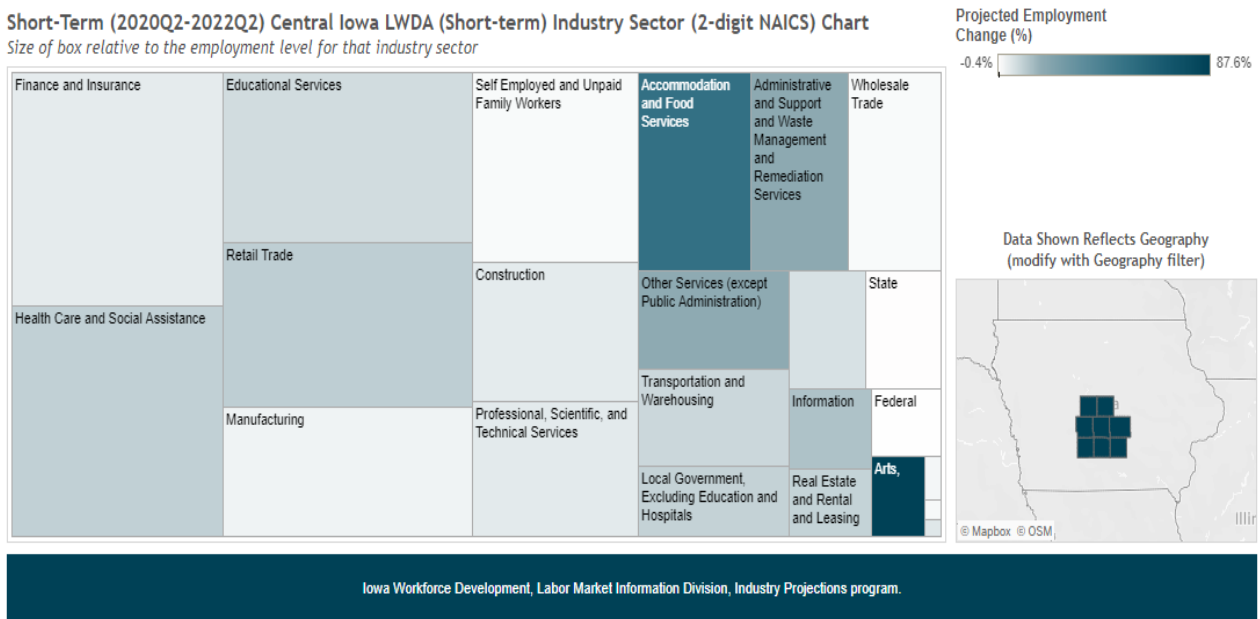 Short-Term (2020Q2-2022Q2) Central Iowa LWDA (Short-term) Industry Sector (2-digit NAICS) Chart
Size of box relative to the employment level for that industry sector
Projected Employment
Change (%)
-0.4%
87.6%
Finance and Insurance
Health Care and Social Assistance
Educational Services
Retail Trade
Manufacturing
Self Employed and Unpaid
Family Workers
Construction
Professional, Scientific, and
Technical Services
Accommodation
and Food
Services
Administrative
and Support
and Waste
Management
and
Remediation
Services
Wholesale
Trade
Other Services (except
Public Administration)
Transportation and
Warehousing
Local Government,
Excluding Education and
Hospitals
Information
Real Estate
and Rental
and Leasing
State
Federal
Arts,
Data Shown Reflects Geography
(modify with Geography filter)
© Mapbox © OSM
Iowa Workforce Development, Labor Market Information Division, Industry Projections program.